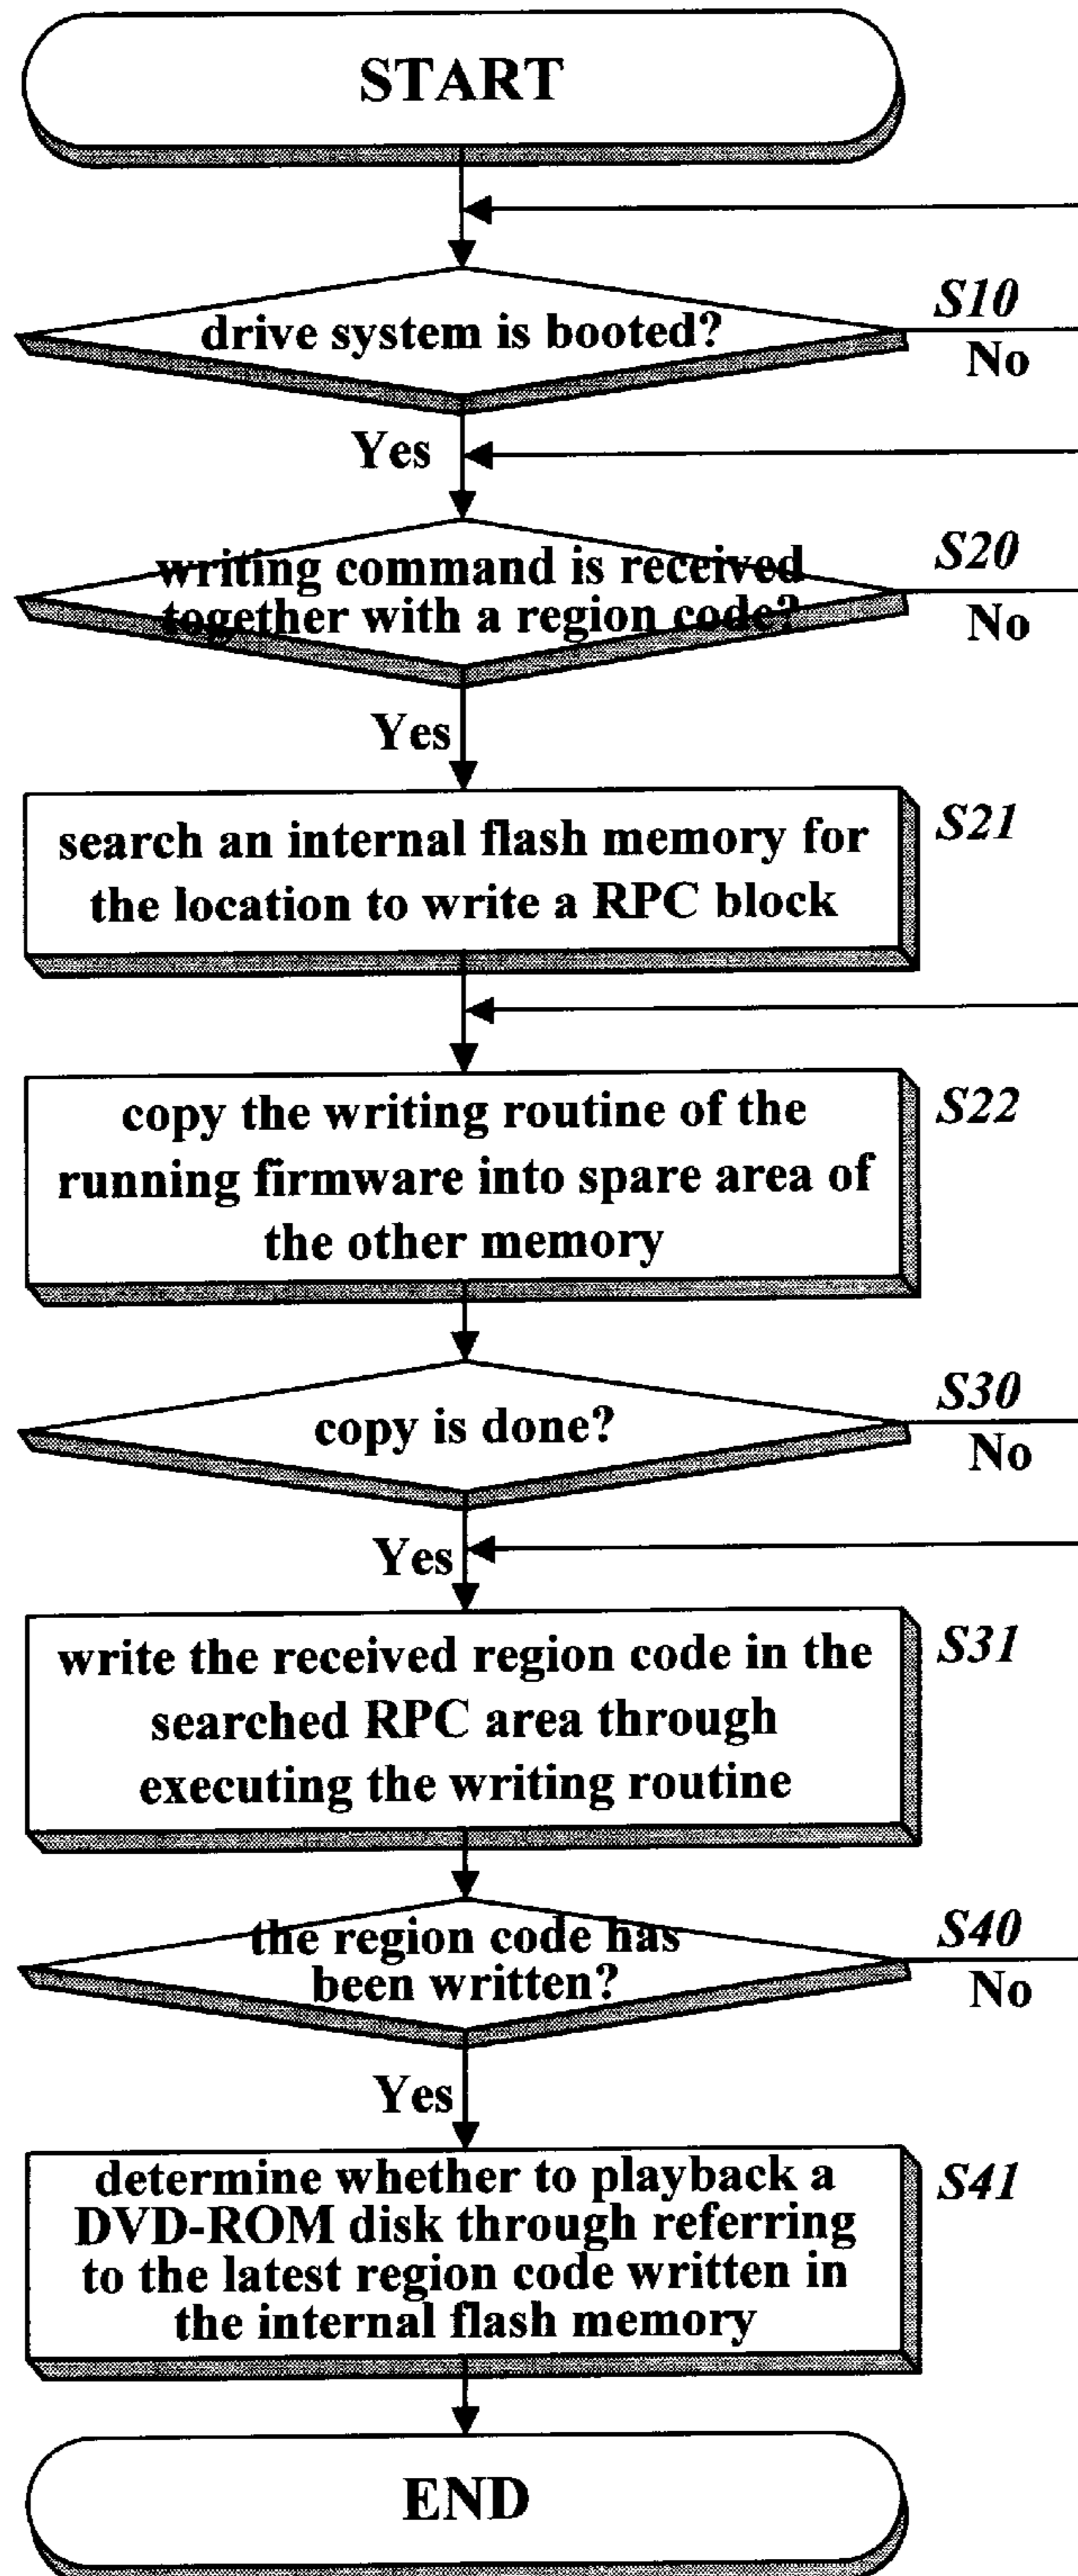 START
drive system is booted?
S10
No
Yes
writing command is received
together with a region code?
S20
No
Yes
search an internal flash memory for
the location to write a RPC block
S21
copy the writing routine of the
running firmware into spare area of
the other memory
S22
copy is done?
S30
No
Yes
write the received region code in the
searched RPC area through
executing the writing routine
S31
the region code has
been written?
S40
No
Yes
determine whether to playback a
DVD-ROM disk through referring
to the latest region code written in
the internal flash memory
S41
END